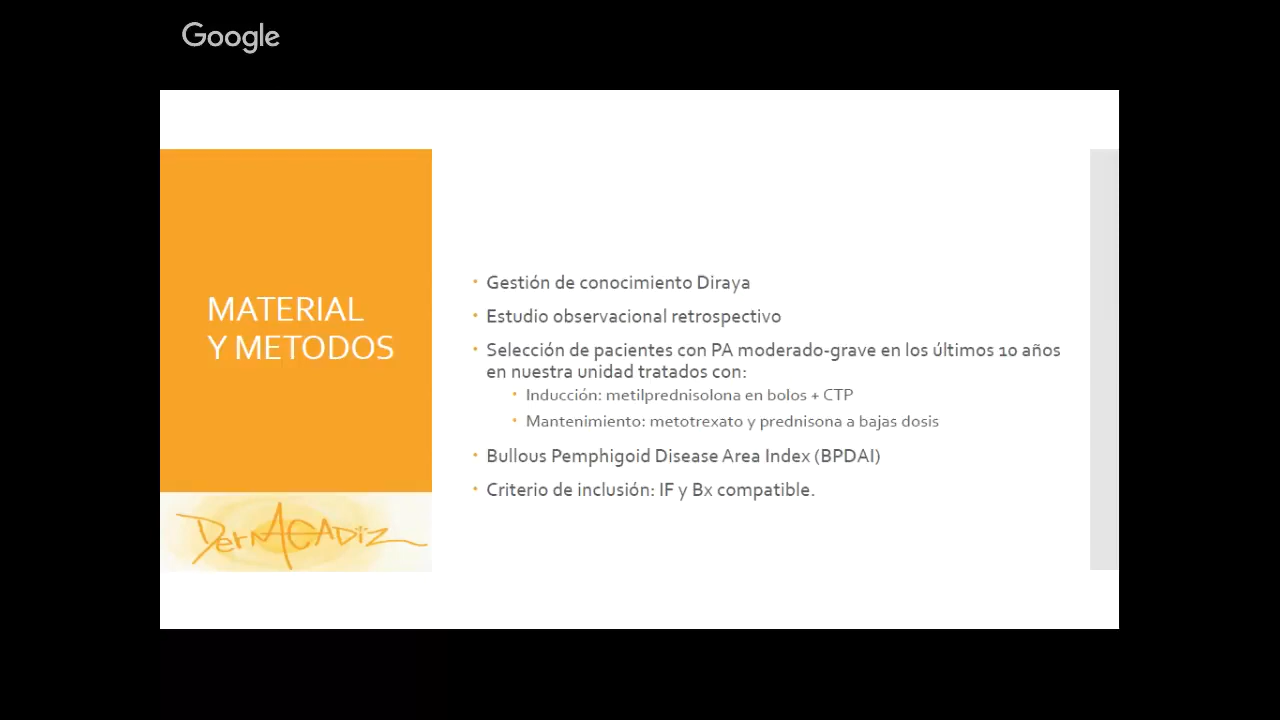 Google
MATERIAL
Y METODOS
DermACADIZ
• Gestión de conocimiento Diraya
• Estudio observacional retrospectivo
• Selección de pacientes con PA moderado-grave en los últimos 10 años
en nuestra unidad tratados con:
• Inducción: metilprednisolona en bolos + CTP
• Mantenimiento: metotrexato y prednisona a bajas dosis
• Bullous Pemphigoid Disease Area Index (BPDAI)
• Criterio de inclusión: IF y Bx compatible.